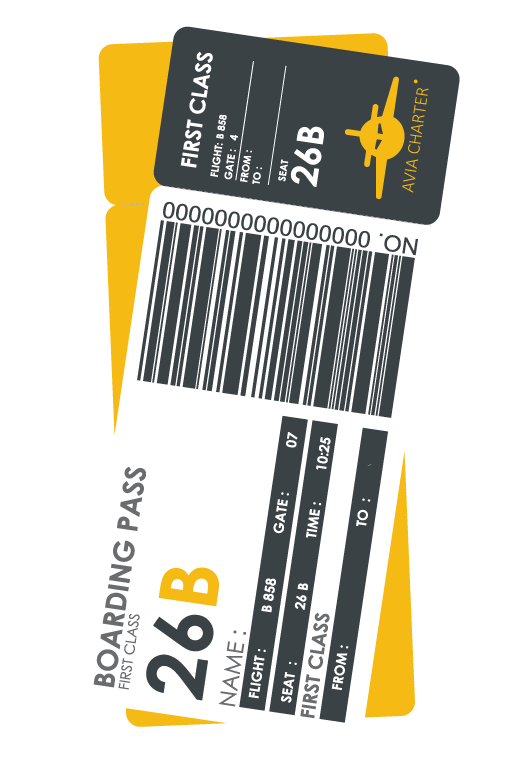 FIRST CLASS
FLIGHT: B 858
GATE : 4
FROM :
TO :
SEAT
26B
AVIA CHARTER
NO. 0000000000000000
BOARDING PASS
FIRST CLASS
26B
NAME :
FLIGHT : B 858 GATE : 07
SEAT : 26 B TIME : 10:25
FIRST CLASS
FROM : TO :